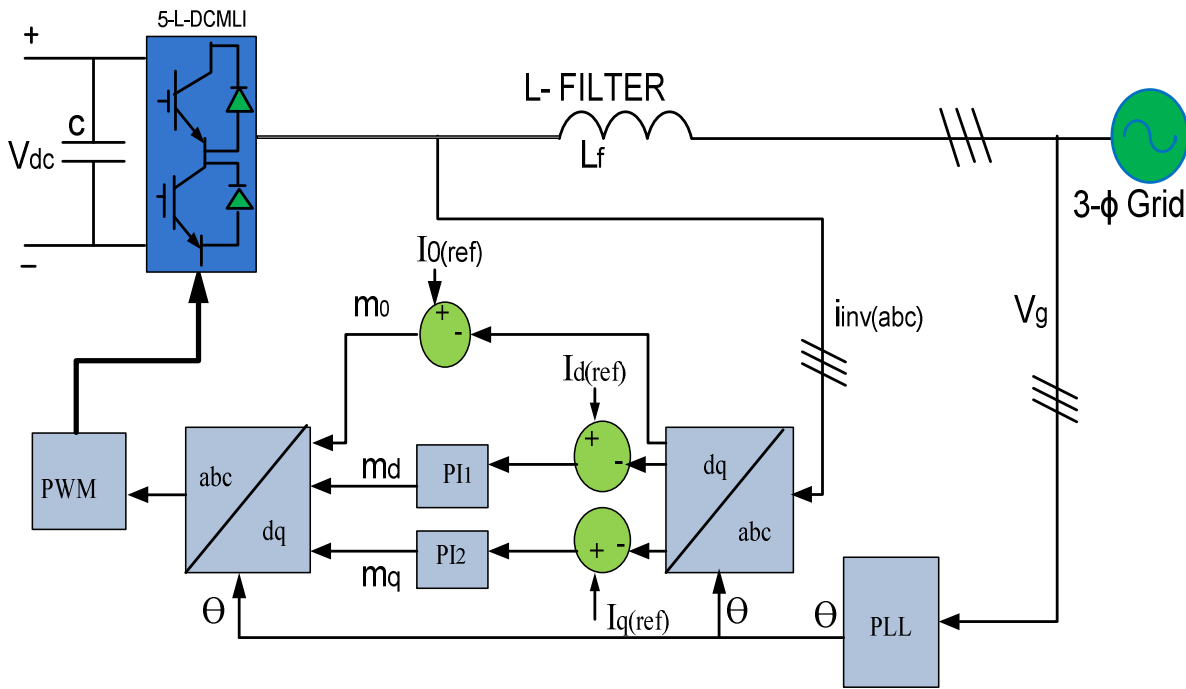 5-L-DCMLI
+
L- FILTER
c
Vdc
Lf
3-ϕ Grid
−
I0(ref)
m0
+
-
iinv(abc)
Vg
Id(ref)
+
-
abc
dq
md
PI1
dq
abc
PWM
mq
PI2
+
-
Iq(ref)
θ
θ
θ
PLL